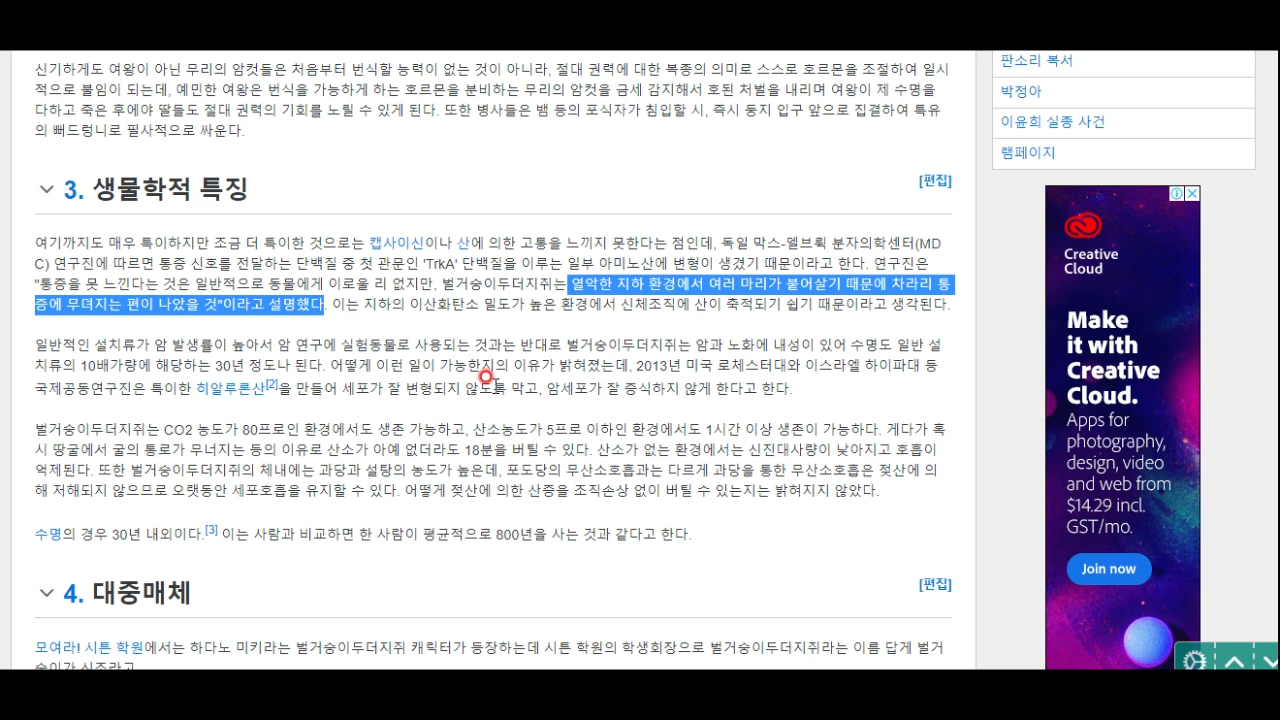 신기하게도 여왕이 아닌 무리의 암컷들은 처음부터 번식할 능력이 없는 것이 아니라, 절대 권력에 대한 복종의 의미로 스스로 호르몬을 조절하여 일시
적으로 불임이 되는데, 예민한 여왕은 번식을 가능하게 하는 호르몬을 분비하는 무리의 암컷을 금세 감지해서 호된 처벌을 내리며 여왕이 제 수명을
다하고 죽은 후에야 딸들도 절대 권력의 기회를 노릴 수 있게 된다. 또한 병사들은 뱀 등의 포식자가 침입할 시, 즉시 둥지 입구 앞으로 집결하여 특유
의 뻐드렁니로 필사적으로 싸운다.
3. 생물학적 특징
[편집]
여기까지도 매우 특이하지만 조금 더 특이한 것으로는 캡사이신이나 산에 의한 고통을 느끼지 못한다는 점인데, 독일 막스-델브뤽 분자의학센터(MD
C) 연구진에 따르면 통증 신호를 전달하는 단백질 중 첫 관문인 'TrkA' 단백질을 이루는 일부 아미노산에 변형이 생겼기 때문이라고 한다. 연구진은
"통증을 못 느낀다는 것은 일반적으로 동물에게 이로울 리 없지만, 벌거숭이두더지쥐는 열악한 지하 환경에서 여러 마리가 붙어살기 때문에 차라리 통
증에 무뎌지는 편이 나았을 것"이라고 설명했다. 이는 지하의 이산화탄소 밀도가 높은 환경에서 신체조직에 산이 축적되기 쉽기 때문이라고 생각된다.
일반적인 설치류가 암 발생률이 높아서 암 연구에 실험동물로 사용되는 것과는 반대로 벌거숭이두더지쥐는 암과 노화에 내성이 있어 수명도 일반 설
치류의 10배가량에 해당하는 30년 정도나 된다. 어떻게 이런 일이 가능한지의 이유가 밝혀졌는데, 2013년 미국 로체스터대와 이스라엘 하이파대 등
국제공동연구진은 특이한 히알루론산[2]을 만들어 세포가 잘 변형되지 않도록 막고, 암세포가 잘 증식하지 않게 한다고 한다.
벌거숭이두더지쥐는 CO2 농도가 80프로인 환경에서도 생존 가능하고, 산소농도가 5프로 이하인 환경에서도 1시간 이상 생존이 가능하다. 게다가 혹
시 땅굴에서 굴의 통로가 무너지는 등의 이유로 산소가 아예 없더라도 18분을 버틸 수 있다. 산소가 없는 환경에서는 신진대사량이 낮아지고 호흡이
억제된다. 또한 벌거숭이두더지쥐의 체내에는 과당과 설탕의 농도가 높은데, 포도당의 무산소호흡과는 다르게 과당을 통한 무산소호흡은 젖산에 의
해 저해되지 않으므로 오랫동안 세포호흡을 유지할 수 있다. 어떻게 젖산에 의한 산증을 조직손상 없이 버틸 수 있는지는 밝혀지지 않았다.
수명의 경우 30년 내외이다.[3] 이는 사람과 비교하면 한 사람이 평균적으로 800년을 사는 것과 같다고 한다.
4. 대중매체
[편집]
모여라! 시튼 학원에서는 하다노 미키라는 벌거숭이두더지쥐 캐릭터가 등장하는데 시튼 학원의 학생회장으로 벌거숭이두더지쥐라는 이름 답게 벌거
숭이가 신조라고
판소리 복서
박정아
이윤희 실종 사건
램페이지
Creative
Cloud
Make
it with
Creative
Cloud.
Apps for
photography,
design, video
and web from
$14.29 incl.
GST/mo.
Join now